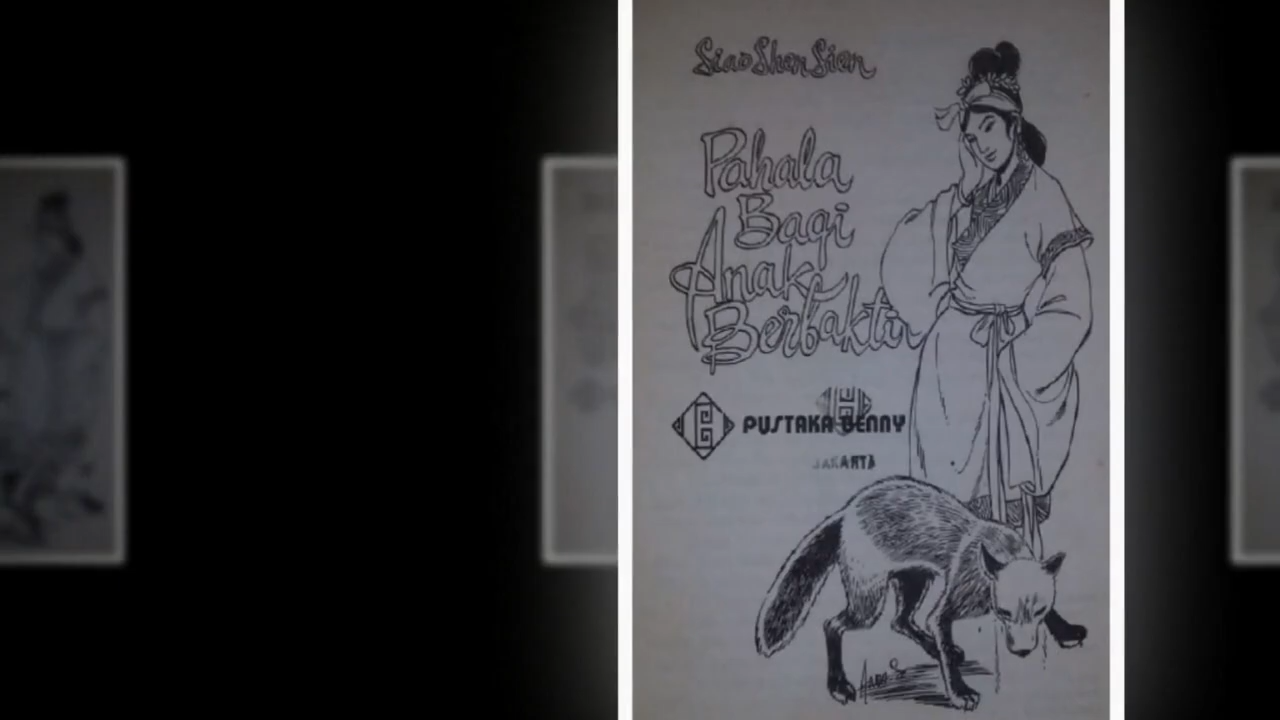 Siao Shen Sien
Pahala
Bagi
Anak
Berbakti
PUSTAKA BENNY
JAKARTA